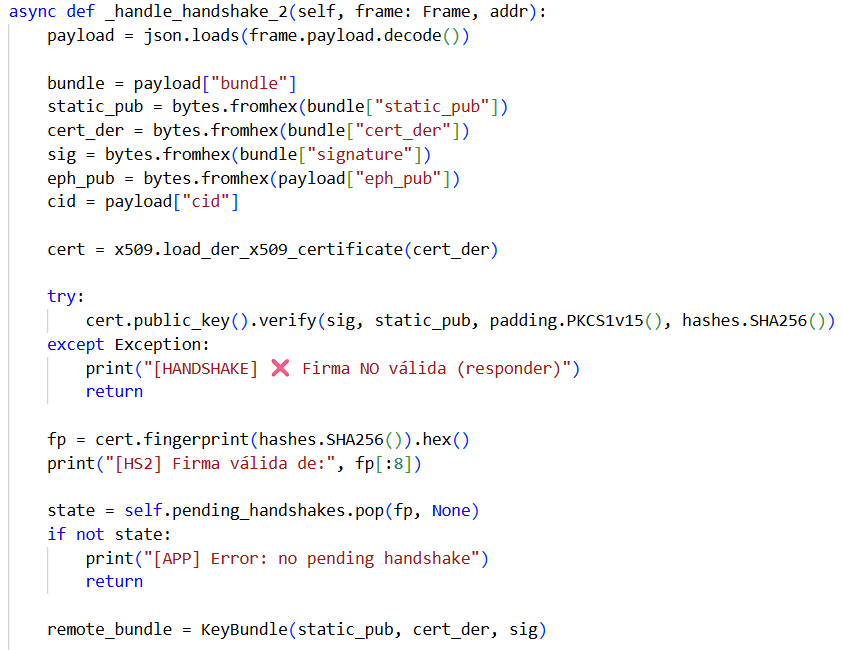 async def _handle_handshake_2(self, frame: Frame, addr):
    payload = json.loads(frame.payload.decode())

    bundle = payload["bundle"]
    static_pub = bytes.fromhex(bundle["static_pub"])
    cert_der = bytes.fromhex(bundle["cert_der"])
    sig = bytes.fromhex(bundle["signature"])
    eph_pub = bytes.fromhex(payload["eph_pub"])
    cid = payload["cid"]

    cert = x509.load_der_x509_certificate(cert_der)

    try:
        cert.public_key().verify(sig, static_pub, padding.PKCS1v15(), hashes.SHA256())
    except Exception:
        print("[HANDSHAKE] ❌ Firma NO válida (responder)")
        return

    fp = cert.fingerprint(hashes.SHA256()).hex()
    print("[HS2] Firma válida de:", fp[:8])

    state = self.pending_handshakes.pop(fp, None)
    if not state:
        print("[APP] Error: no pending handshake")
        return

    remote_bundle = KeyBundle(static_pub, cert_der, sig)